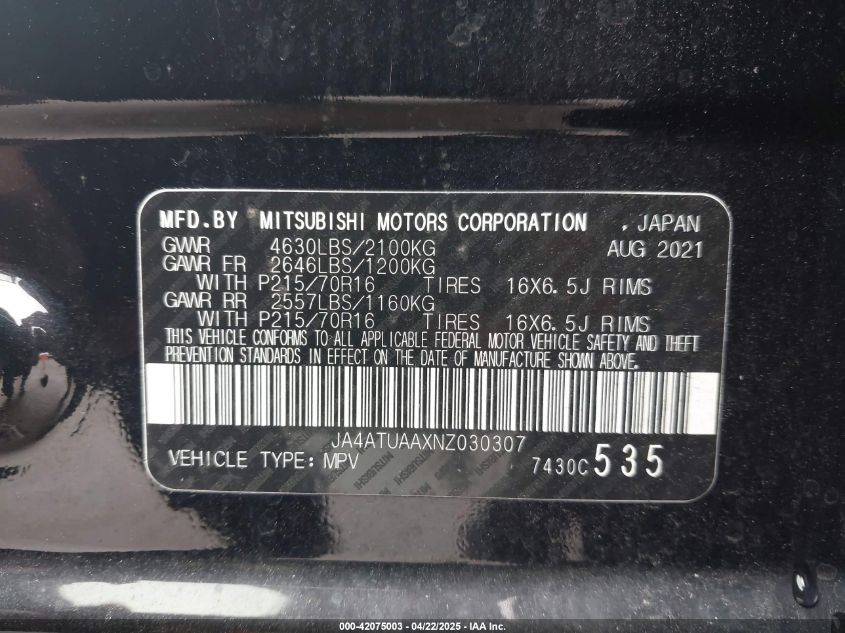 MFD.BY MITSUBISHI MOTORS CORPORATION , JAPAN
GVWR 4630LBS/2100KG AUG 2021
GAWR FR 2646LBS/1200KG
WITH P215/70R16 TIRES 16X6.5J RIMS
GAWR RR 2557LBS/1160KG
WITH P215/70R16 TIRES 16X6.5J RIMS
THIS VEHICLE CONFORMS TO ALL APPLICABLE FEDERAL MOTOR VEHICLE SAFETY AND THEFT
PREVENTION STANDARDS IN EFFECT ON THE DATE OF MANUFACTURE SHOWN ABOVE.
JA4ATUAAXNZ030307
VEHICLE TYPE:MPV 7430C 535
000-42075003 - 04/22/2025 - IAA Inc.